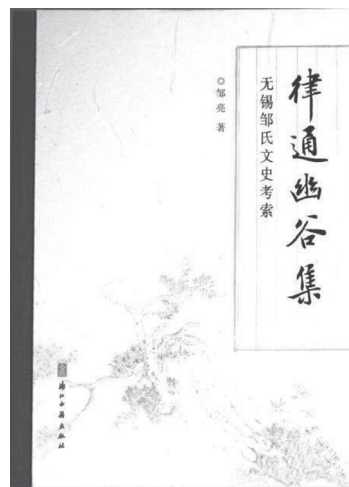 律通幽谷集
无锡邹氏文史考索
◎邹亮 著
浙江古籍出版社